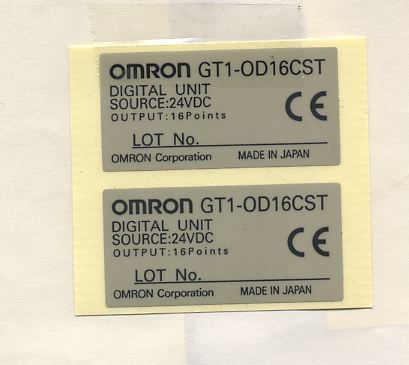 OMRON GT1-OD16CST
DIGITAL UNIT
SOURCE:24VDC
OUTPUT:16Points
CE
LOT No.
OMRON Corporation MADE IN JAPAN
OMRON GT1-OD16CST
DIGITAL UNIT
SOURCE:24VDC
OUTPUT:16Points
CE
LOT No.
OMRON Corporation MADE IN JAPAN